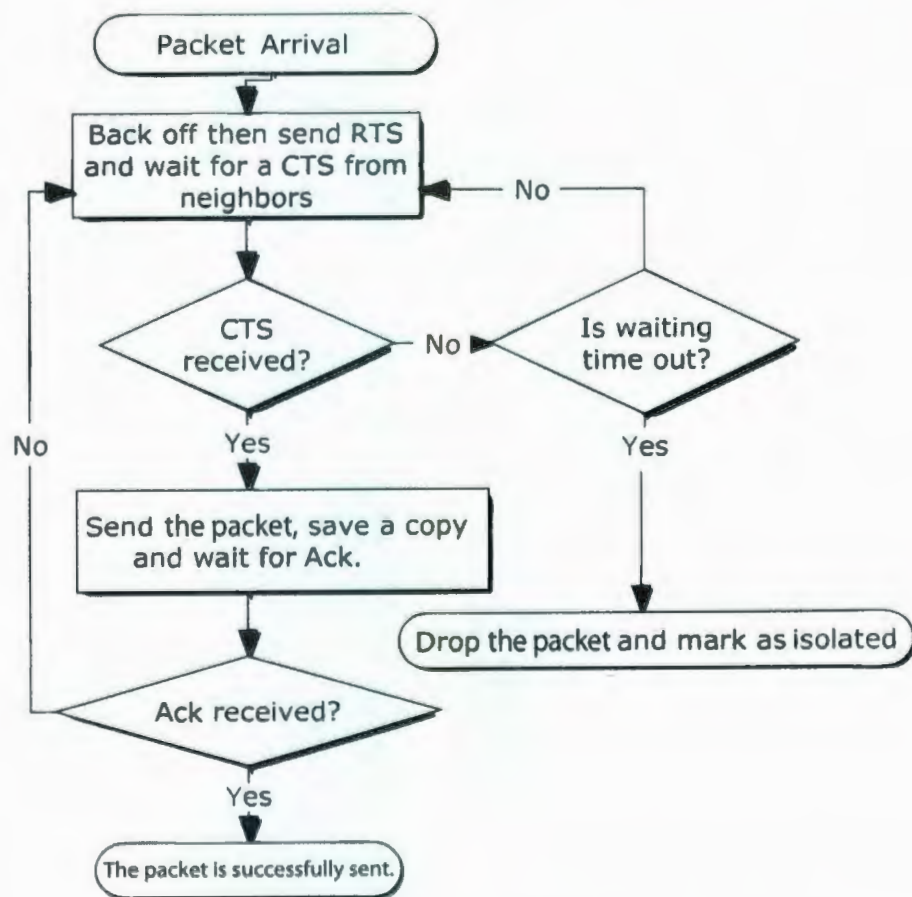 Packet Arrival
Back off then send RTS
and wait for a CTS from
neighbors
No
CTS
received?
No
Is waiting
time out?
No
Yes
Yes
Send the packet, save a copy
and wait for Ack.
Drop the packet and mark as isolated
Ack received?
Yes
The packet is successfully sent.